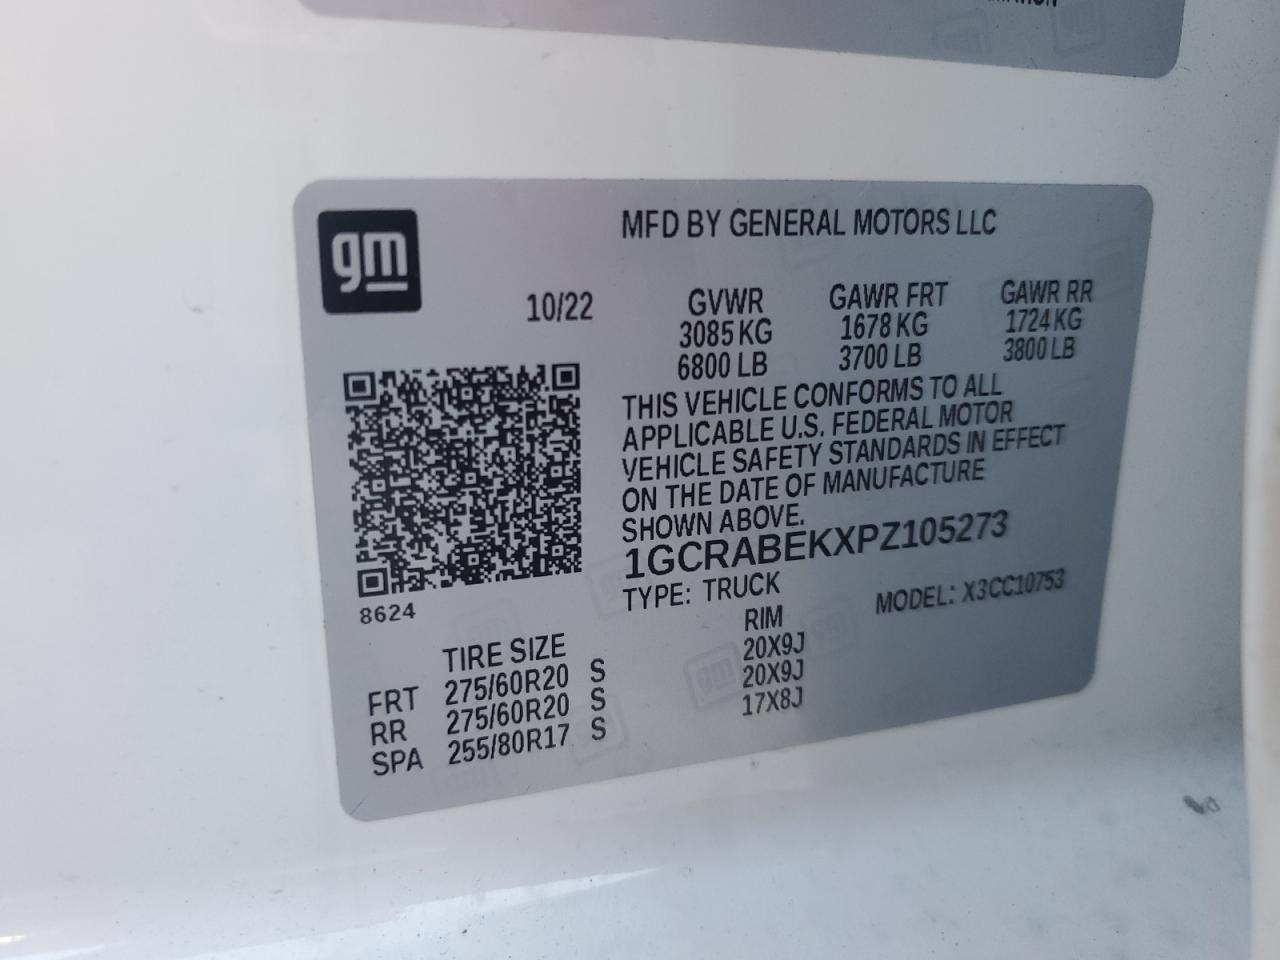 gm
MFD BY GENERAL MOTORS LLC
10/22
GVWR GAWR FRT GAWR RR
3085 KG 1678 KG 1724 KG
6800 LB 3700 LB 3800 LB
THIS VEHICLE CONFORMS TO ALL
APPLICABLE U.S. FEDERAL MOTOR
VEHICLE SAFETY STANDARDS IN EFFECT
ON THE DATE OF MANUFACTURE
SHOWN ABOVE.
1GCRABEKXPZ105273
TYPE: TRUCK MODEL: X3CC10753
8624
TIRE SIZE RIM
FRT 275/60R20 S 20X9J
RR 275/60R20 S 20X9J
SPA 255/80R17 S 17X8J